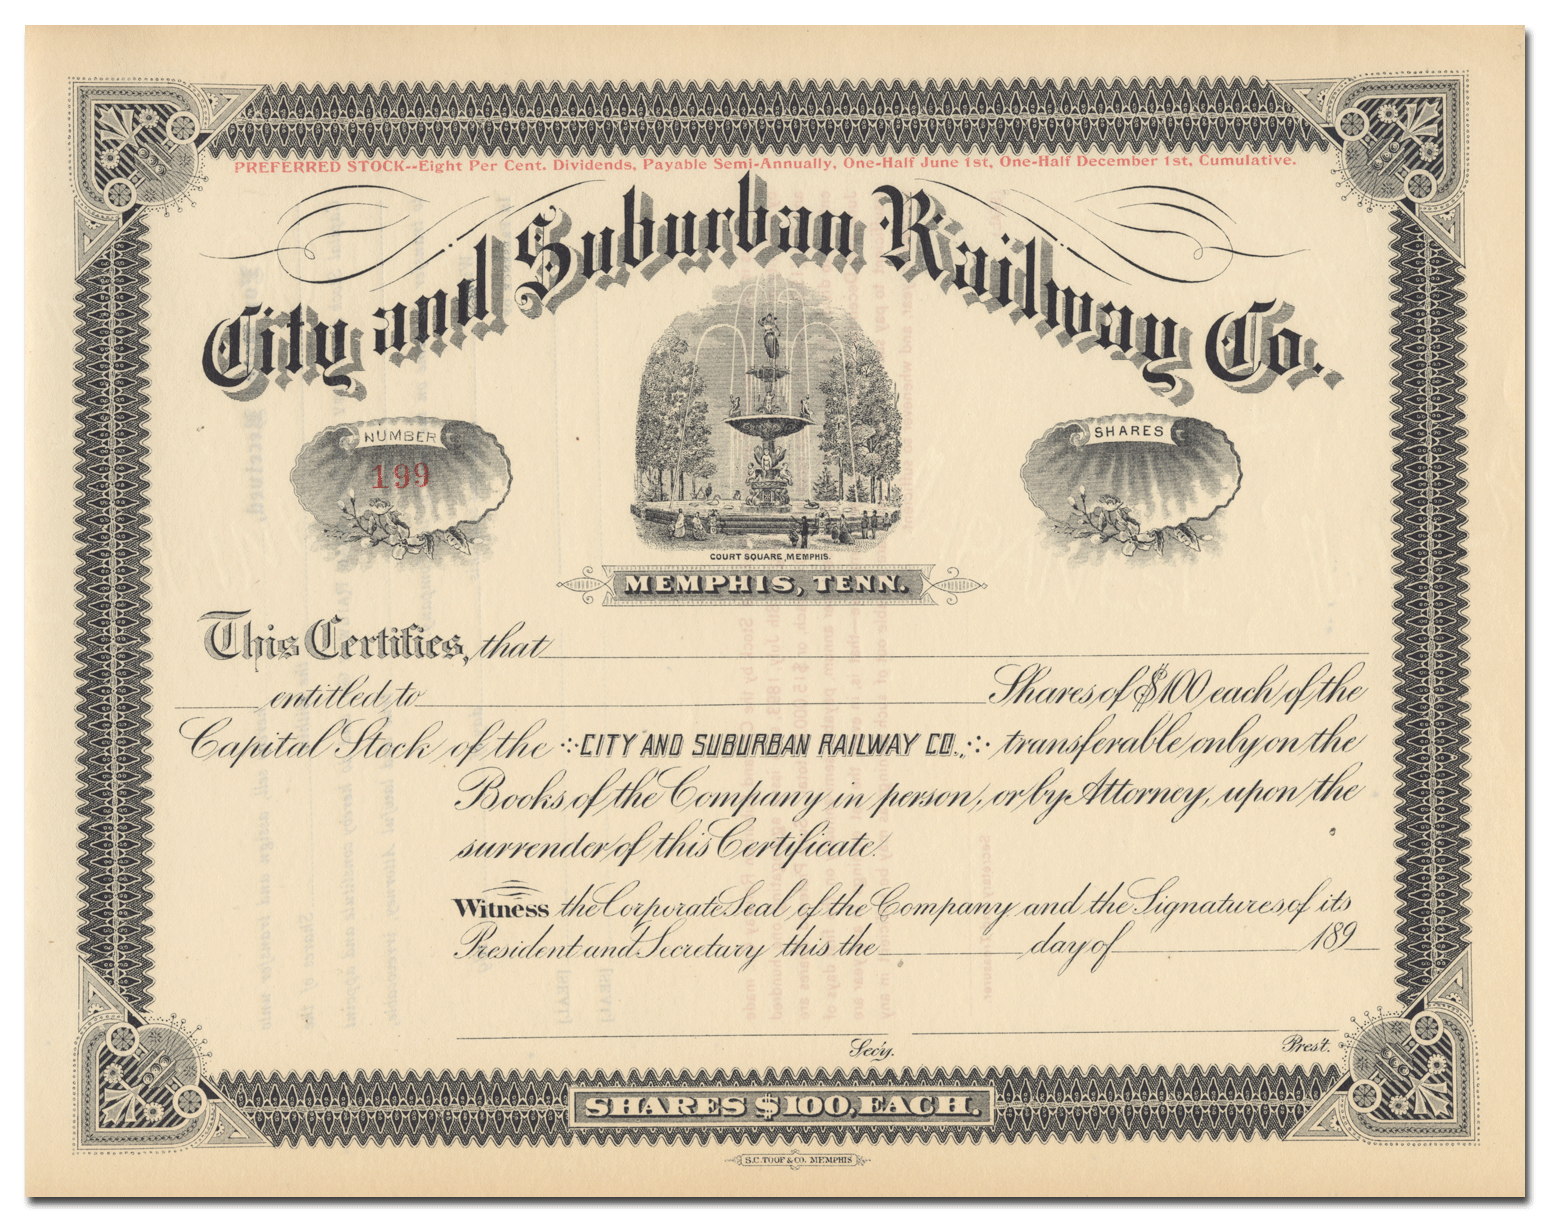 PREFERRED STOCK--Eight Per Cent. Dividends, Payable Semi-Annually, One-Half June 1st, One-Half December 1st, Cumulative.
City and Suburban Railway Co.
NUMBER
199
SHARES
COURT SQUARE, MEMPHIS.
MEMPHIS, TENN.
This Certifies, that
entitled to Shares of $100 each of the
Capital Stock of the CITY AND SUBURBAN RAILWAY CO., transferable only on the
Books of the Company in person, or by Attorney, upon the
surrender of this Certificate.
Witness the Corporate Seal of the Company and the Signatures of its
President and Secretary this the day of 189
Sec'y. Pres't.
SHARES $100, EACH.
S.C. TOOF & CO. MEMPHIS